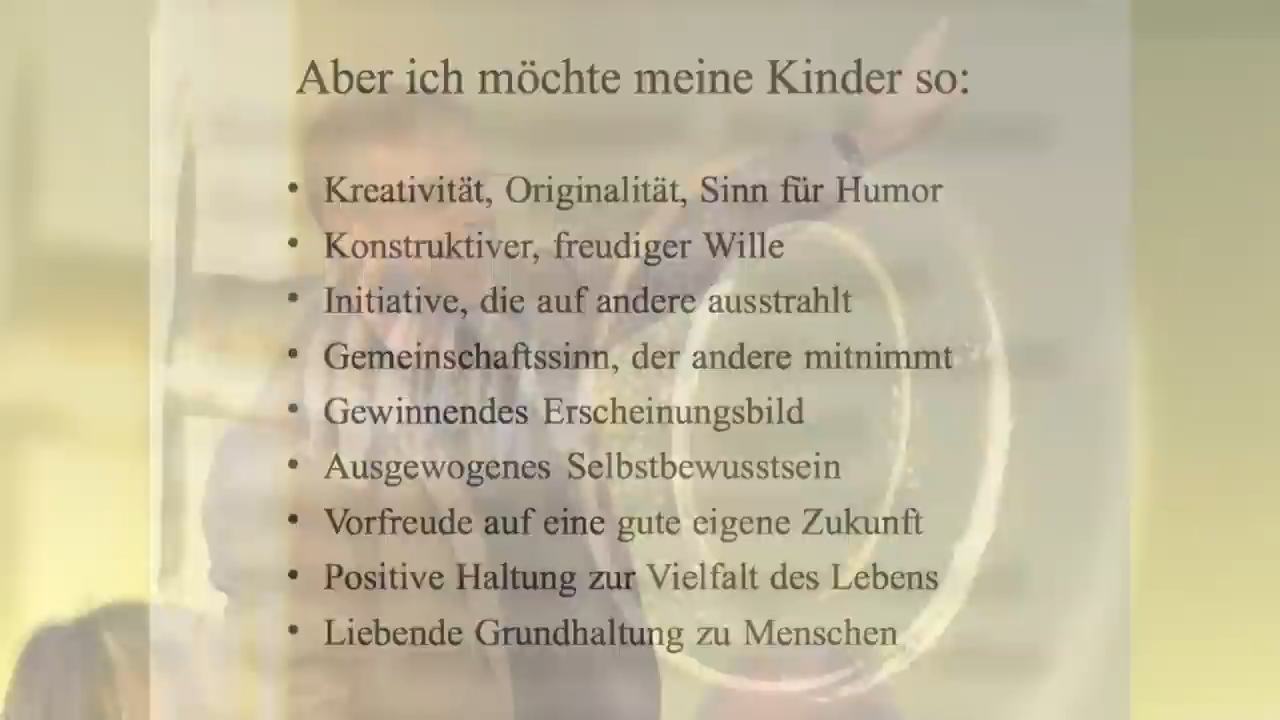 Aber ich möchte meine Kinder so:
• Kreativität, Originalität, Sinn für Humor
• Konstruktiver, freudiger Wille
• Initiative, die auf andere ausstrahlt
• Gemeinschaftssinn, der andere mitnimmt
• Gewinnendes Erscheinungsbild
• Ausgewogenes Selbstbewusstsein
• Vorfreude auf eine gute eigene Zukunft
• Positive Haltung zur Vielfalt des Lebens
• Liebende Grundhaltung zu Menschen